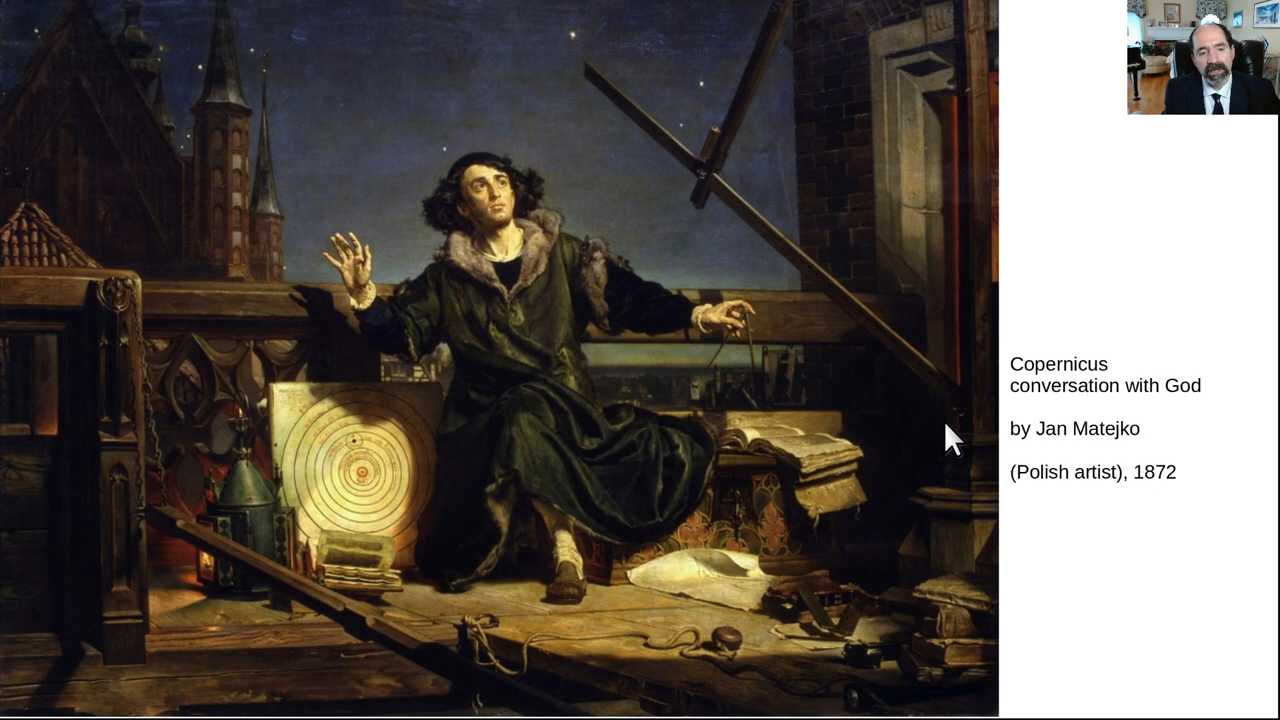 Copernicus
conversation with God
by Jan Matejko
(Polish artist), 1872